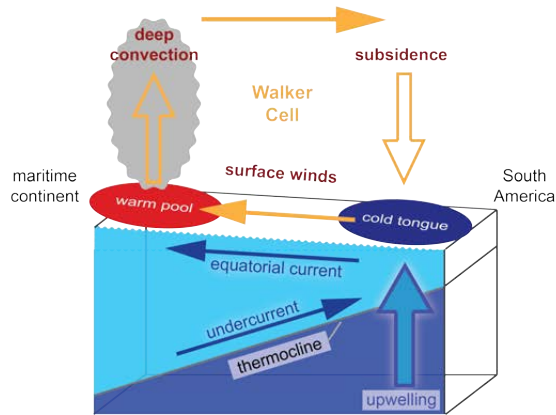 deep
convection
subsidence
Walker
Cell
maritime
continent
surface winds
South
America
warm pool
cold tongue
equatorial current
undercurrent
thermocline
upwelling